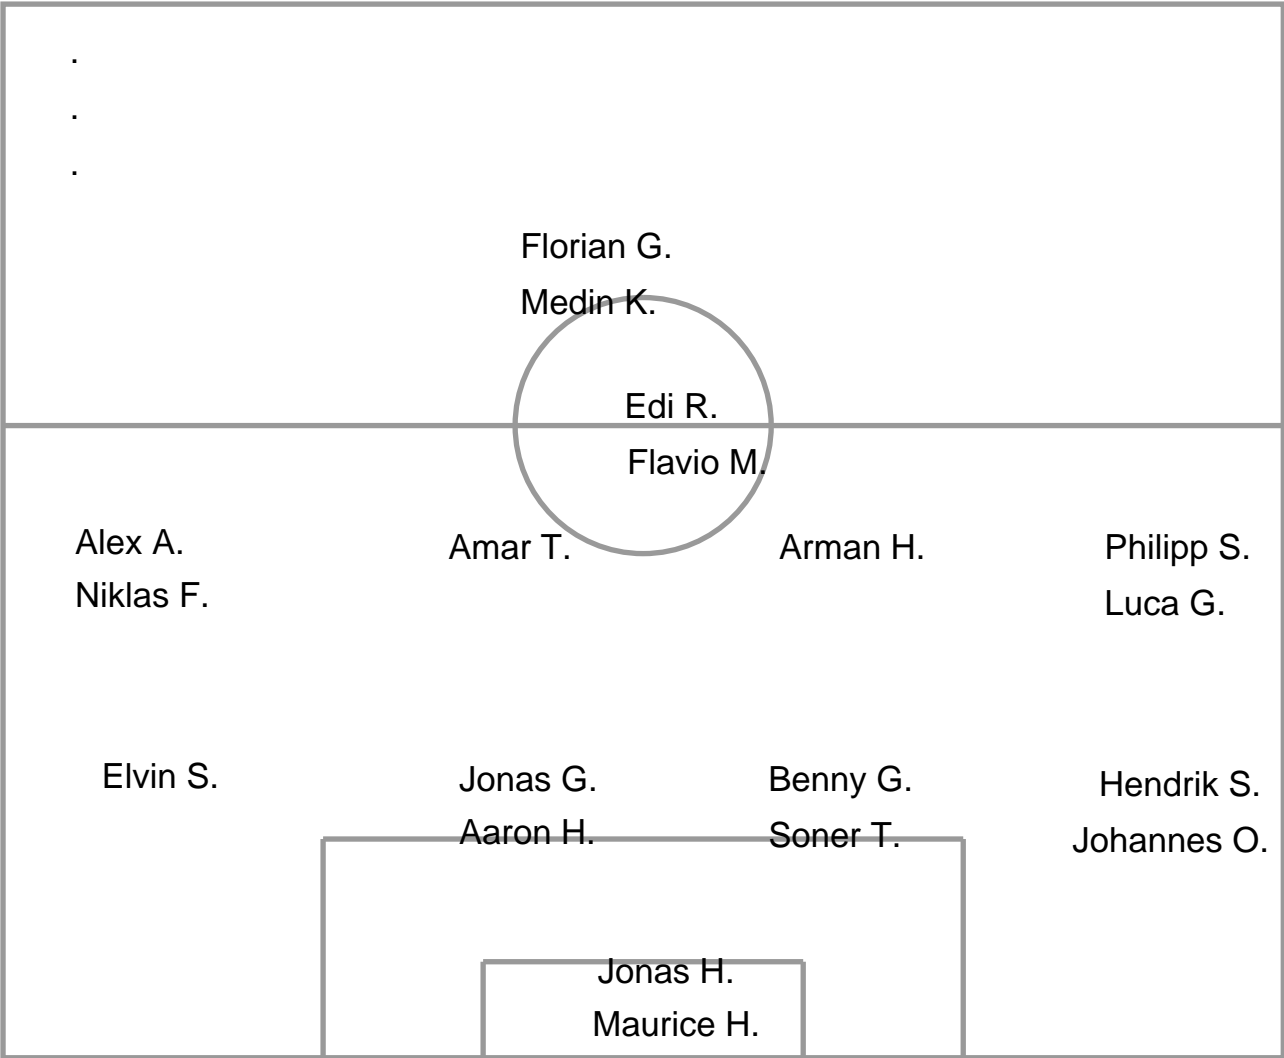 .
.
.
Florian G.
Medin K.
Edi R.
Flavio M.
Alex A.
Niklas F.
Amar T.
Arman H.
Philipp S.
Luca G.
Elvin S.
Jonas G.
Aaron H.
Benny G.
Soner T.
Hendrik S.
Johannes O.
Jonas H.
Maurice H.